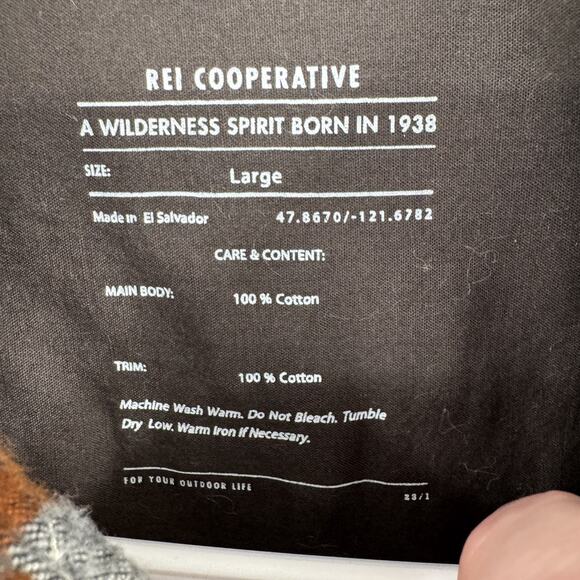 REI COOPERATIVE
A WILDERNESS SPIRIT BORN IN 1938
SIZE: Large
Made in El Salvador 47.8670/-121.6782
CARE & CONTENT:
MAIN BODY: 100 % Cotton
TRIM: 100 % Cotton
Machine Wash Warm. Do Not Bleach. Tumble
Dry Low. Warm Iron If Necessary.
FOR YOUR OUTDOOR LIFE 23/1